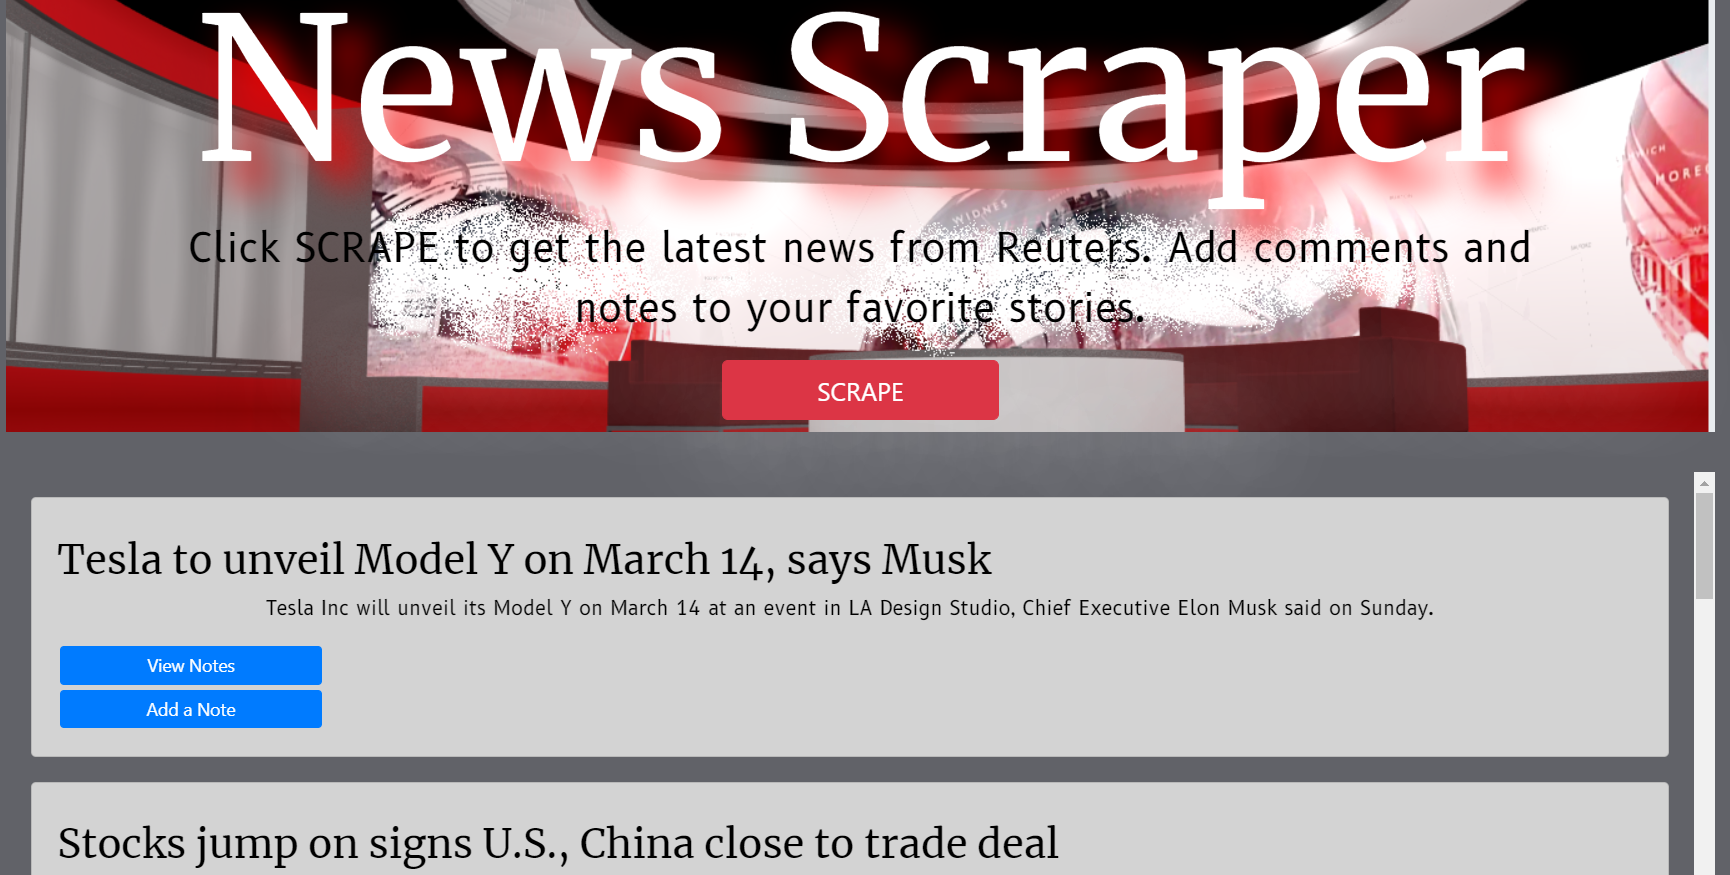 News Scraper
Click SCRAPE to get the latest news from Reuters. Add comments and
notes to your favorite stories.
SCRAPE
WIDNES
MOREC
Tesla to unveil Model Y on March 14, says Musk
Tesla Inc will unveil its Model Y on March 14 at an event in LA Design Studio, Chief Executive Elon Musk said on Sunday.
View Notes
Add a Note
Stocks jump on signs U.S., China close to trade deal